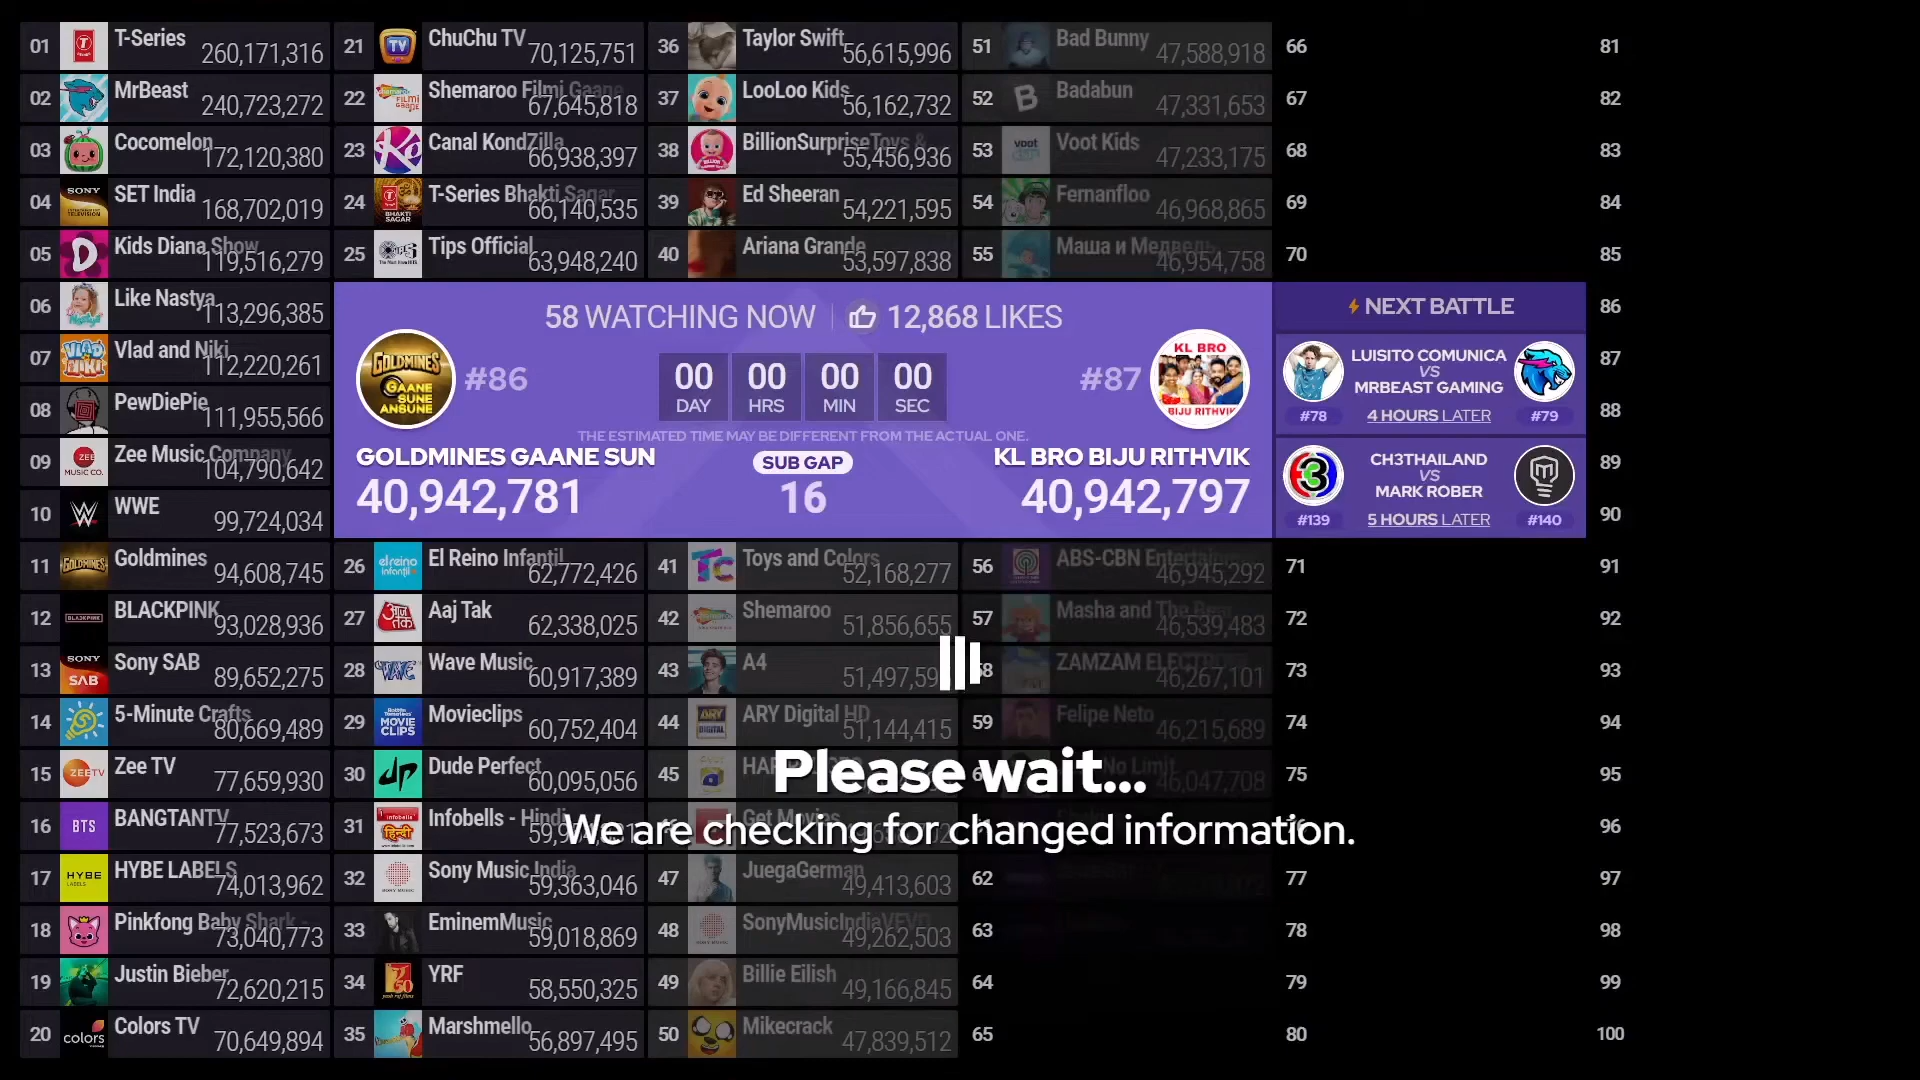 01 T-Series 260,171,316
02 MrBeast 240,723,272
03 Cocomelon 172,120,380
04 SET India 168,702,019
05 Kids Diana Show 119,516,279
06 Like Nastya 113,296,385
07 Vlad and Niki 112,220,261
08 PewDiePie 111,955,566
09 Zee Music Company 104,790,642
10 WWE 99,724,034
11 Goldmines 94,608,745
12 BLACKPINK 93,028,936
13 Sony SAB 89,652,275
14 5-Minute Crafts 80,669,489
15 Zee TV 77,659,930
16 BANGTANTV 77,523,673
17 HYBE LABELS 74,013,962
18 Pinkfong Baby Shark - 73,040,773
19 Justin Bieber 72,620,215
20 Colors TV 70,649,894
21 ChuChu TV 70,125,751
22 Shemaroo Filmi Gaane 67,645,818
23 Canal KondZilla 66,938,397
24 T-Series Bhakti Sagar 66,140,535
25 Tips Official 63,948,240
58 WATCHING NOW 12,868 LIKES
#86
00 DAY 00 HRS 00 MIN 00 SEC
#87
THE ESTIMATED TIME MAY BE DIFFERENT FROM THE ACTUAL ONE.
GOLDMINES GAANE SUN
40,942,781
SUB GAP
16
KL BRO BIJU RITHVIK
40,942,797
26 El Reino Infantil 62,772,426
27 Aaj Tak 62,338,025
28 Wave Music 60,917,389
29 Movieclips 60,752,404
30 Dude Perfect 60,095,056
31 Infobells - Hindi
32 Sony Music India 59,363,046
33 EminemMusic 59,018,869
34 YRF 58,550,325
35 Marshmello 56,897,495
36 Taylor Swift 56,615,996
37 LooLoo Kids 56,162,732
38 BillionSurpriseToys & 55,456,936
39 Ed Sheeran 54,221,595
40 Ariana Grande 53,597,838
41 Toys and Colors 52,168,277
42 Shemaroo 51,856,655
43 A4
44 ARY Digital HD 51,144,415
45
Get Movies
47 JuegaGerman 49,413,603
48 SonyMusicIndiaVEVO 49,262,503
49 Billie Eilish 49,166,845
50 Mikecrack 47,839,512
51 Bad Bunny 47,588,918
52 Badabun 47,331,653
53 Voot Kids 47,233,175
54 Fernanfloo 46,968,865
55 Маша и Медведь 46,954,758
56 ABS-CBN 46,945,292
57 Masha and The Bear 46,539,483
ZAMZAM 46,267,101
59 Felipe Neto 46,215,689
No Limit 46,047,708
62
63
64
65
66
67
68
69
70
NEXT BATTLE
LUISITO COMUNICA
VS
MRBEAST GAMING
#78 4 HOURS LATER #79
CH3THAILAND
VS
MARK ROBER
#139 5 HOURS LATER #140
71
72
73
74
75
77
78
79
80
81
82
83
84
85
86
87
88
89
90
91
92
93
94
95
96
97
98
99
100
Please wait...
We are checking for changed information.